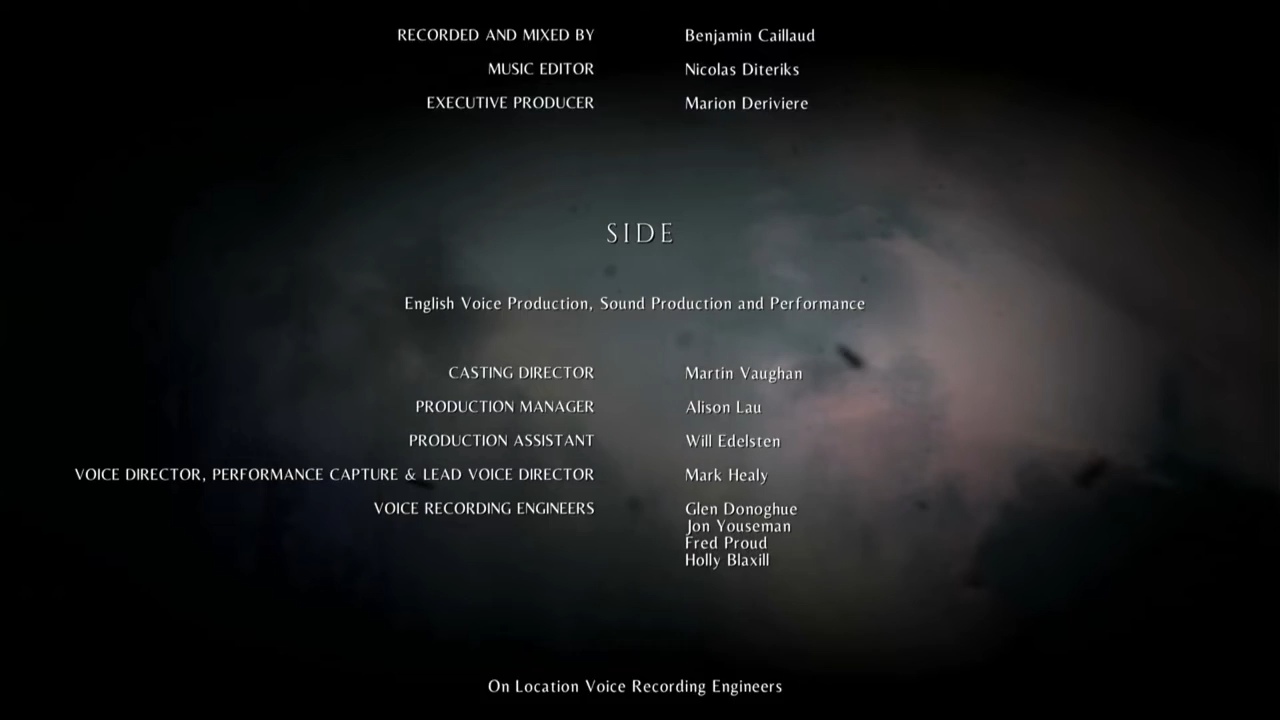 RECORDED AND MIXED BY Benjamin Caillaud
MUSIC EDITOR Nicolas Diteriks
EXECUTIVE PRODUCER Marion Deriviere
SIDE
English Voice Production, Sound Production and Performance
CASTING DIRECTOR Martin Vaughan
PRODUCTION MANAGER Alison Lau
PRODUCTION ASSISTANT Will Edelsten
VOICE DIRECTOR, PERFORMANCE CAPTURE & LEAD VOICE DIRECTOR Mark Healy
VOICE RECORDING ENGINEERS Glen Donoghue
Jon Youseman
Fred Proud
Holly Blaxill
On Location Voice Recording Engineers